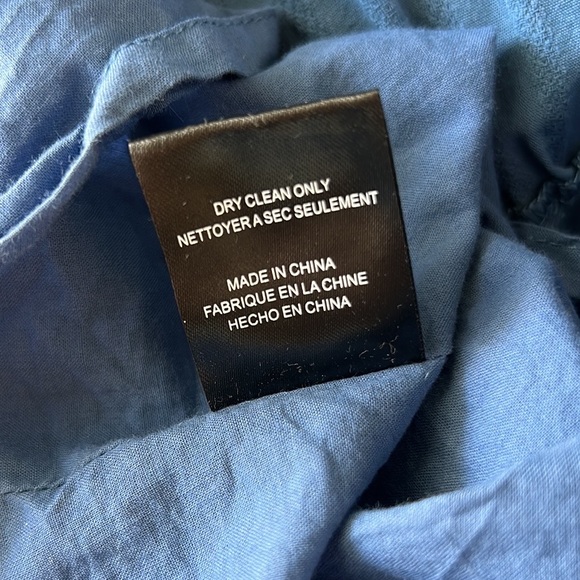 DRY CLEAN ONLY
NETTOYER A SEC SEULEMENT
MADE IN CHINA
FABRIQUE EN LA CHINE
HECHO EN CHINA